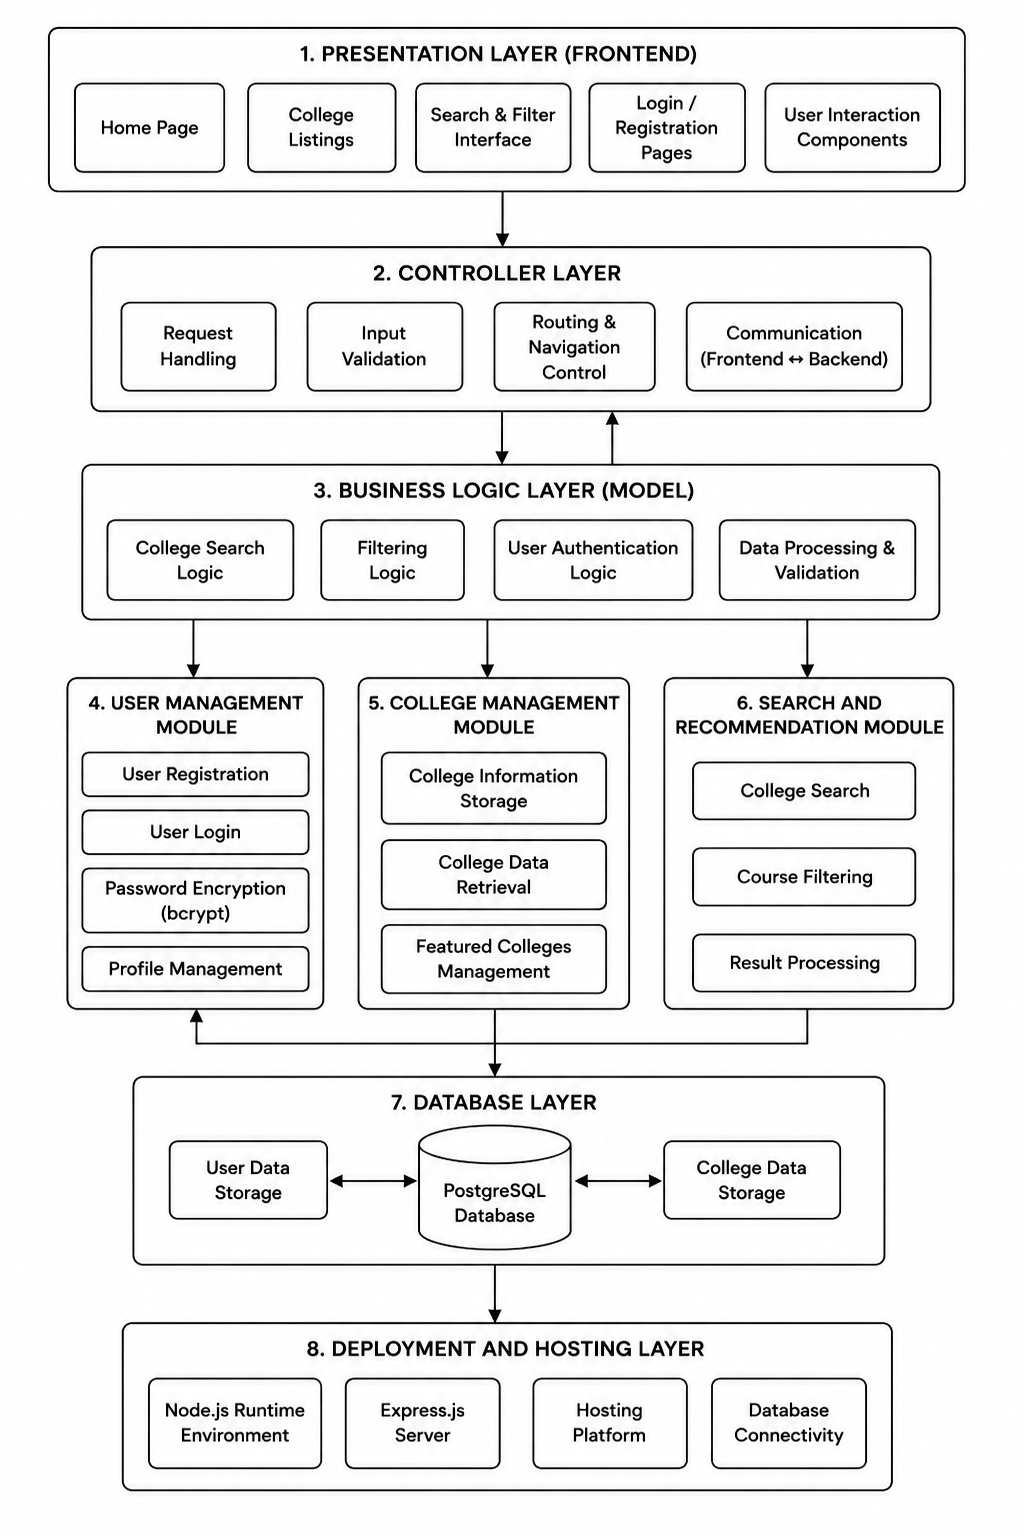 1. PRESENTATION LAYER (FRONTEND)
Home Page
College
Listings
Search & Filter
Interface
Login /
Registration
Pages
User Interaction
Components
2. CONTROLLER LAYER
Request
Handling
Input
Validation
Routing &
Navigation
Control
Communication
(Frontend ↔ Backend)
3. BUSINESS LOGIC LAYER (MODEL)
College Search
Logic
Filtering
Logic
User Authentication
Logic
Data Processing &
Validation
4. USER MANAGEMENT
MODULE
User Registration
User Login
Password Encryption
(bcrypt)
Profile Management
5. COLLEGE MANAGEMENT
MODULE
College Information
Storage
College Data
Retrieval
Featured Colleges
Management
6. SEARCH AND
RECOMMENDATION MODULE
College Search
Course Filtering
Result Processing
7. DATABASE LAYER
User Data
Storage
PostgreSQL
Database
College Data
Storage
8. DEPLOYMENT AND HOSTING LAYER
Node.js Runtime
Environment
Express.js
Server
Hosting
Platform
Database
Connectivity